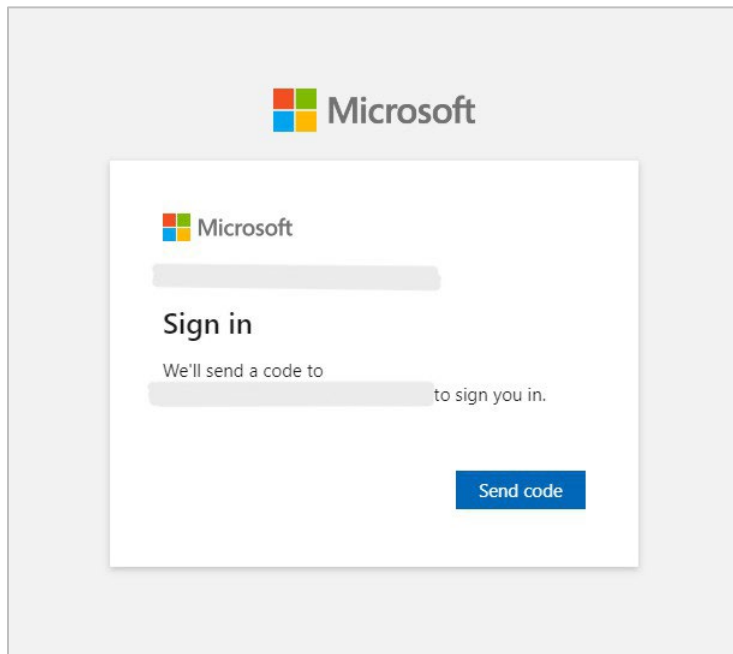 Microsoft
Microsoft
Sign in
We'll send a code to
to sign you in.
Send code